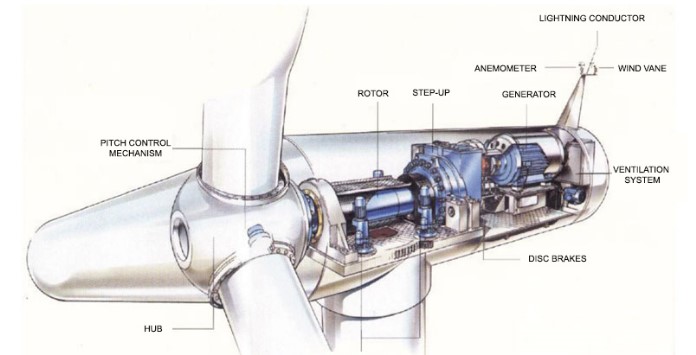 LIGHTNING CONDUCTOR
ANEMOMETER
WIND VANE
ROTOR
STEP-UP
GENERATOR
PITCH CONTROL
MECHANISM
VENTILATION
SYSTEM
DISC BRAKES
HUB